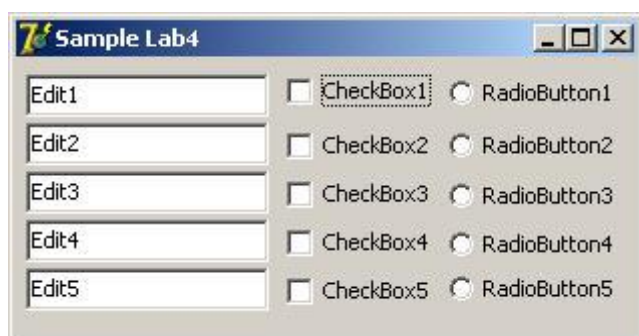 Sample Lab4
Edit1 CheckBox1 RadioButton1
Edit2 CheckBox2 RadioButton2
Edit3 CheckBox3 RadioButton3
Edit4 CheckBox4 RadioButton4
Edit5 CheckBox5 RadioButton5